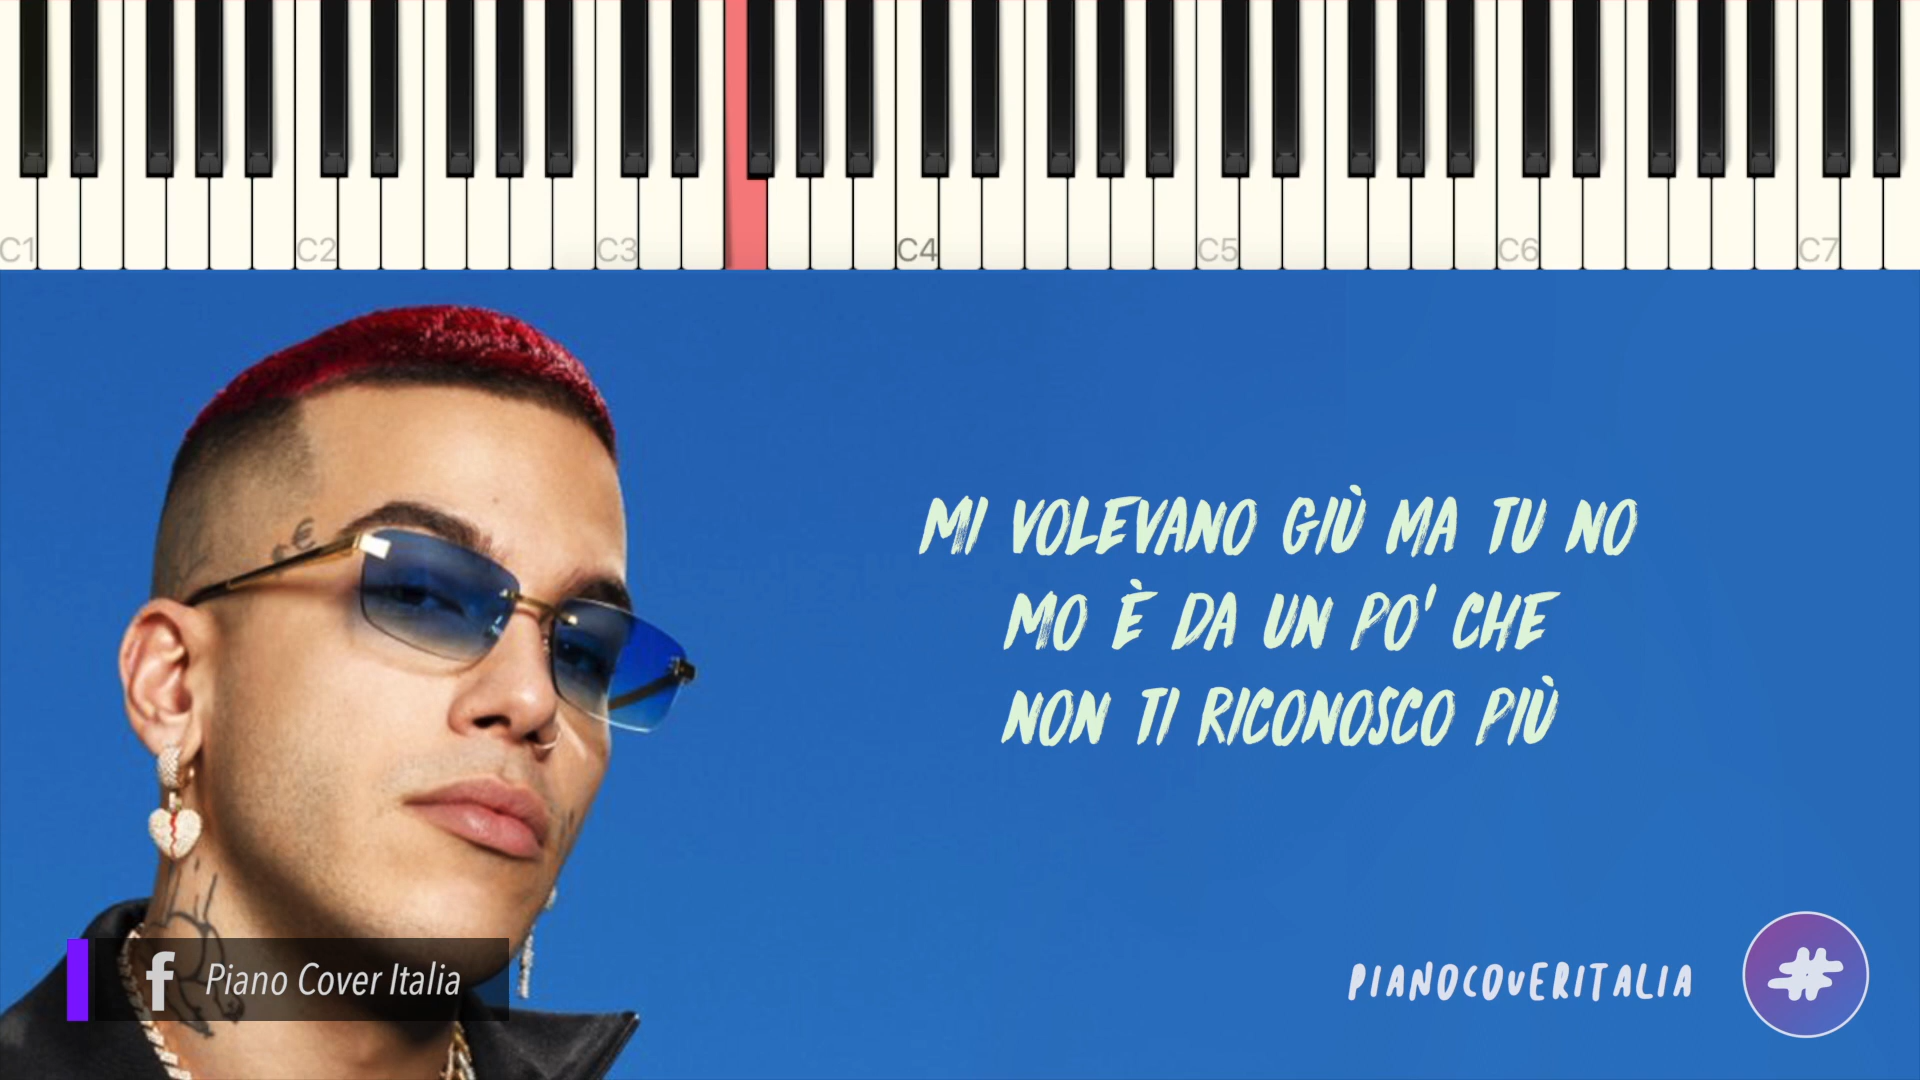 C1 C2 C3 C4 C5 C6 C7
MI VOLEVANO GIÙ MA TU NO
MO È DA UN PO' CHE
NON TI RICONOSCO PIÙ
f Piano Cover Italia
PIANOCOVERITALIA #